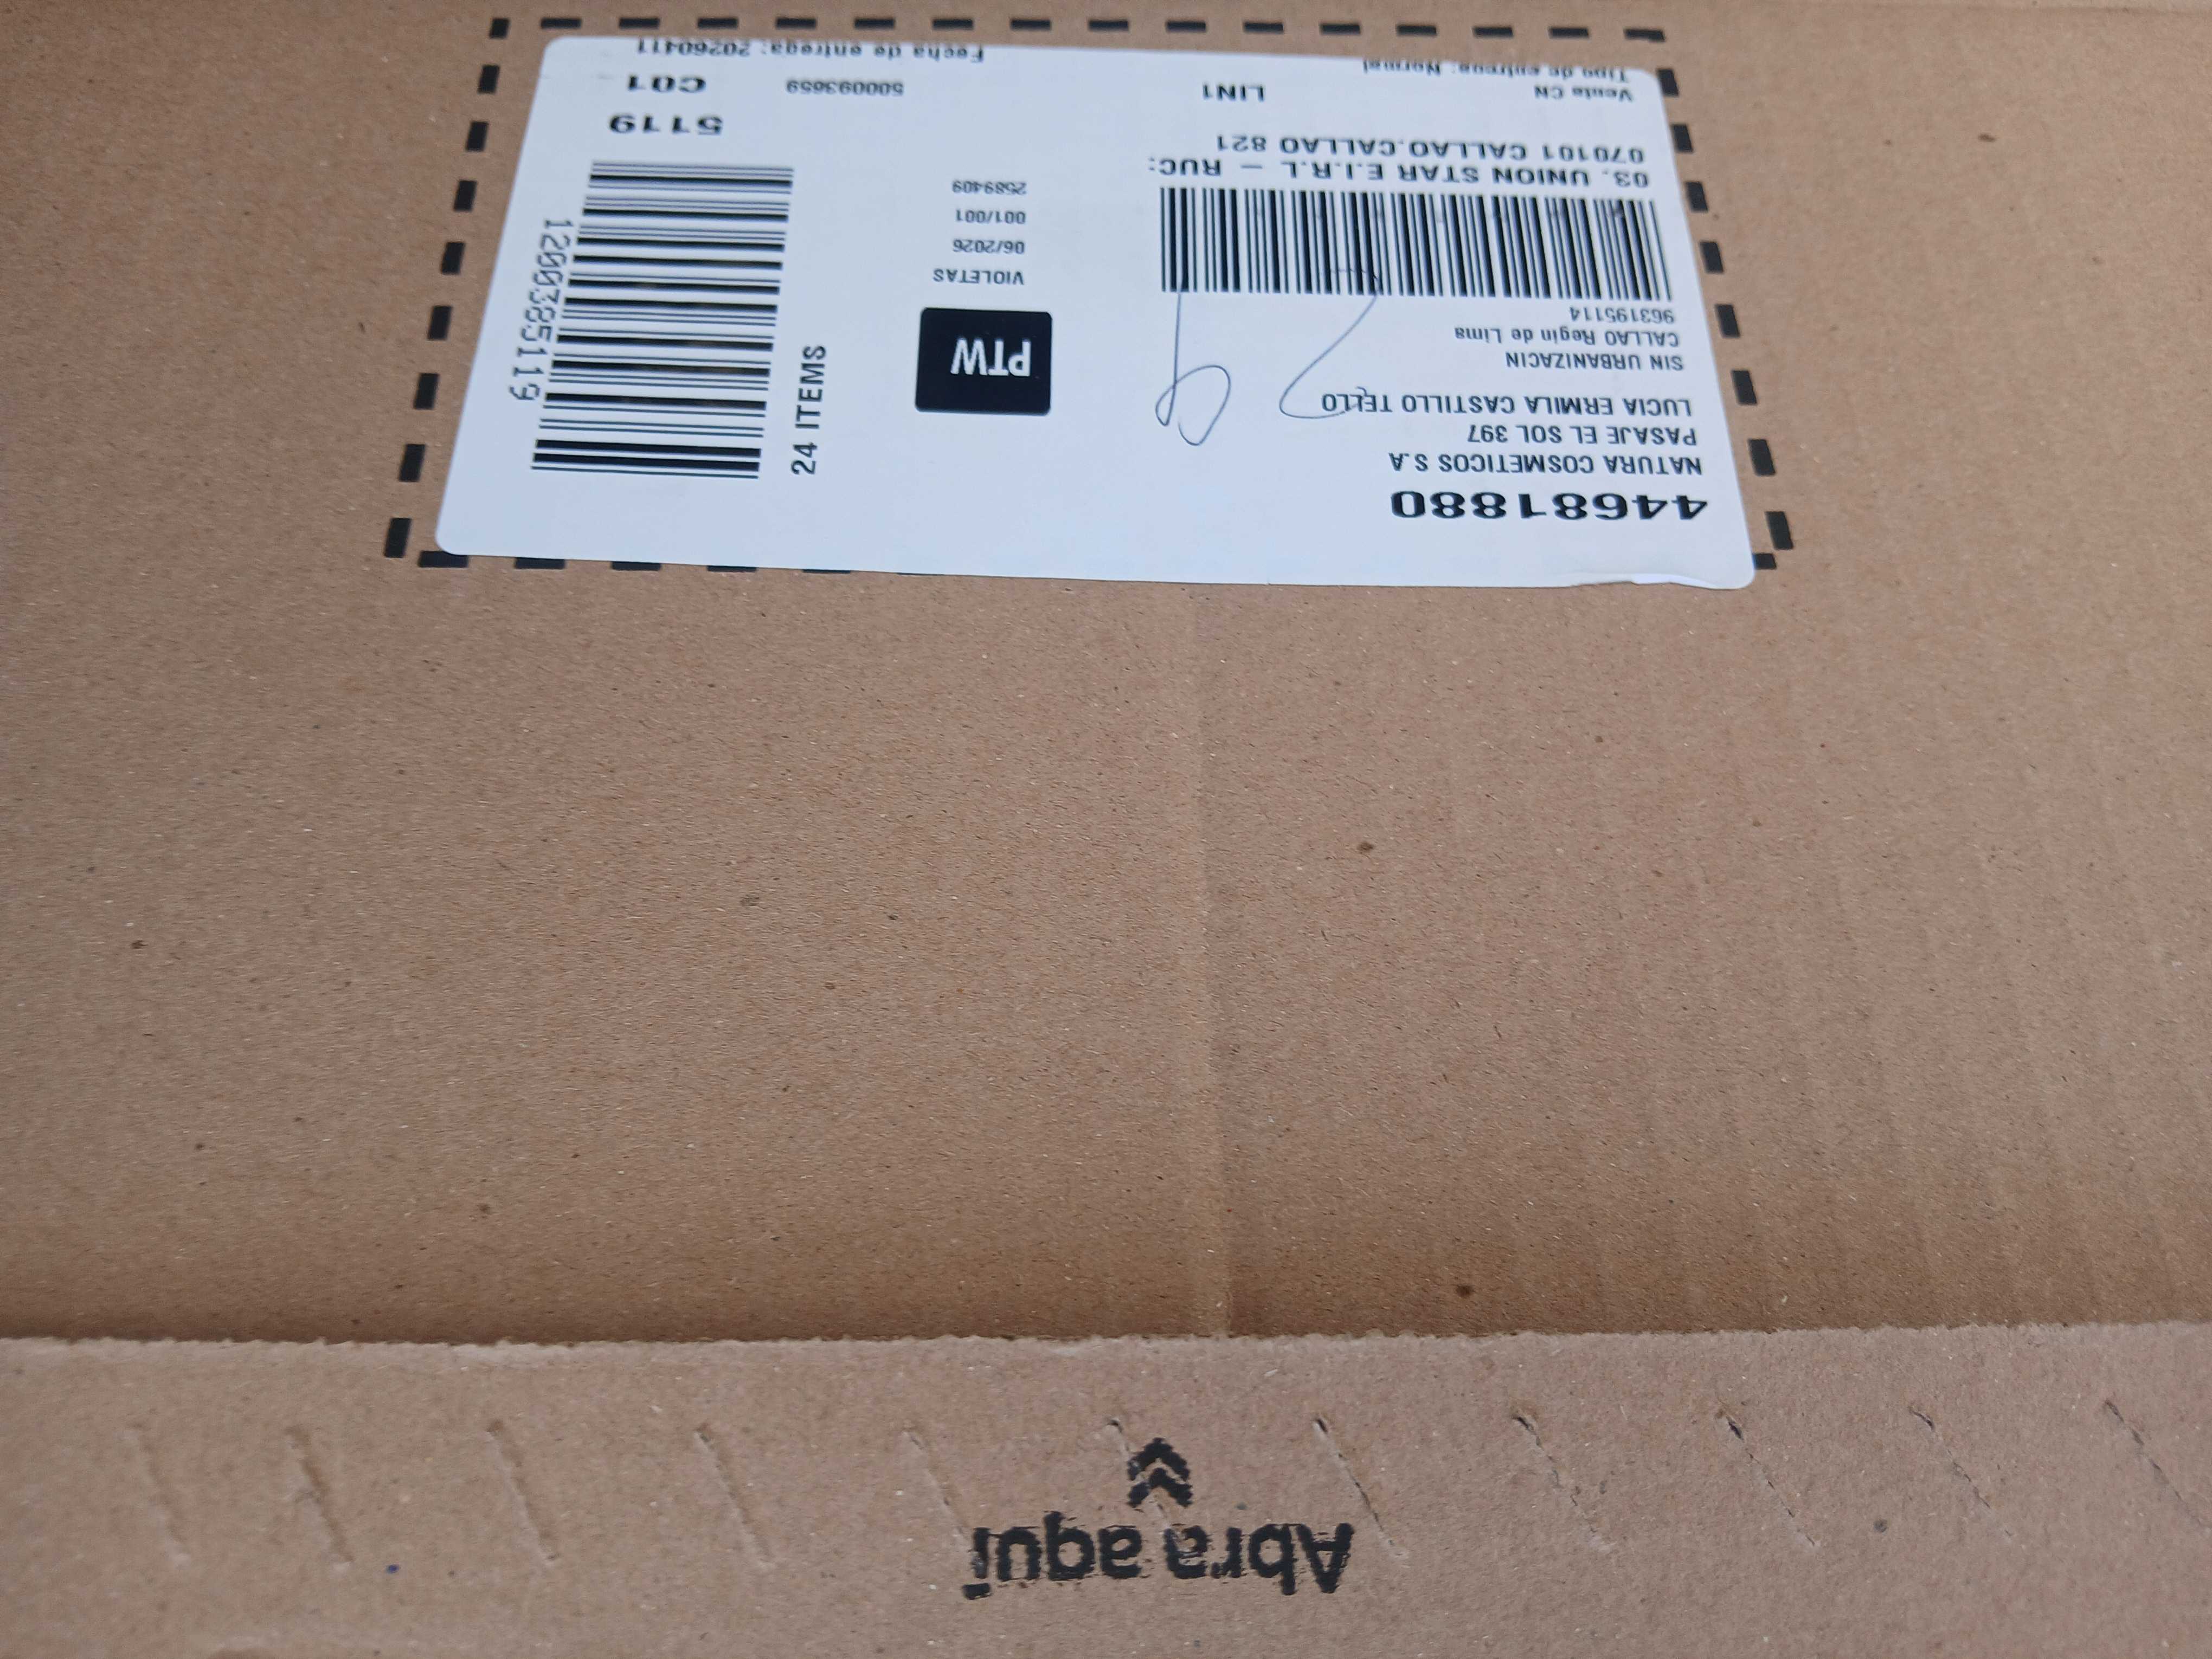 44681880
NATURA COSMETICOS S.A
PASAJE EL SOL 397
LUCIA ERMILA CASTILLO TELLO
SIN URBANIZACIN
CALLAO Regin de Lima
963195114
03. UNION STAR E.I.R.L - RUC:
070101 CALLAO.CALLAO 821
Venta CN
LIN1
Tipo de entrega: Normal
PTW
VIOLETAS
06/2026
001/001
2589409
24 ITEMS
1200385119
5119
500093659
C01
Fecha de entrega: 20260411
Abra aquí